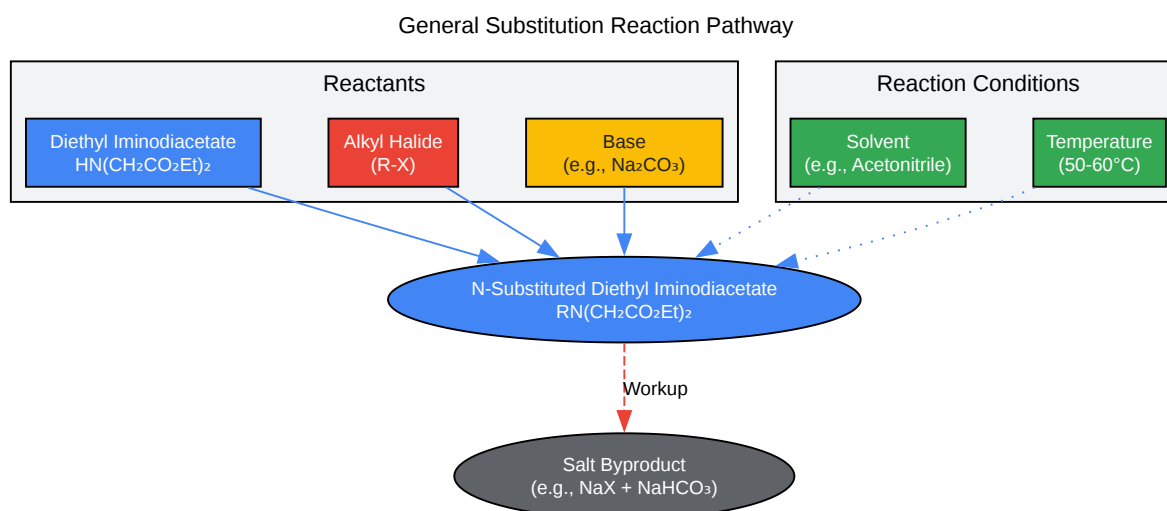 General Substitution Reaction Pathway
Reactants
Reaction Conditions
Diethyl Iminodiacetate
HN(CH₂CO₂Et)₂
Alkyl Halide
(R-X)
Base
(e.g., Na₂CO₃)
Solvent
(e.g., Acetonitrile)
Temperature
(50-60°C)
N-Substituted Diethyl Iminodiacetate
RN(CH₂CO₂Et)₂
Workup
Salt Byproduct
(e.g., NaX + NaHCO₃)